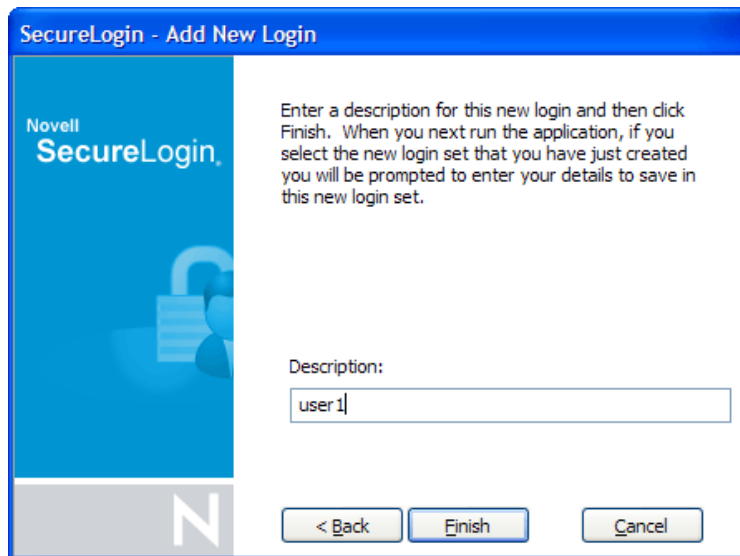 SecureLogin - Add New Login
Novell
SecureLogin®
Enter a description for this new login and then click
Finish. When you next run the application, if you
select the new login set that you have just created
you will be prompted to enter your details to save in
this new login set.
Description:
user1
N
< Back
Finish
Cancel